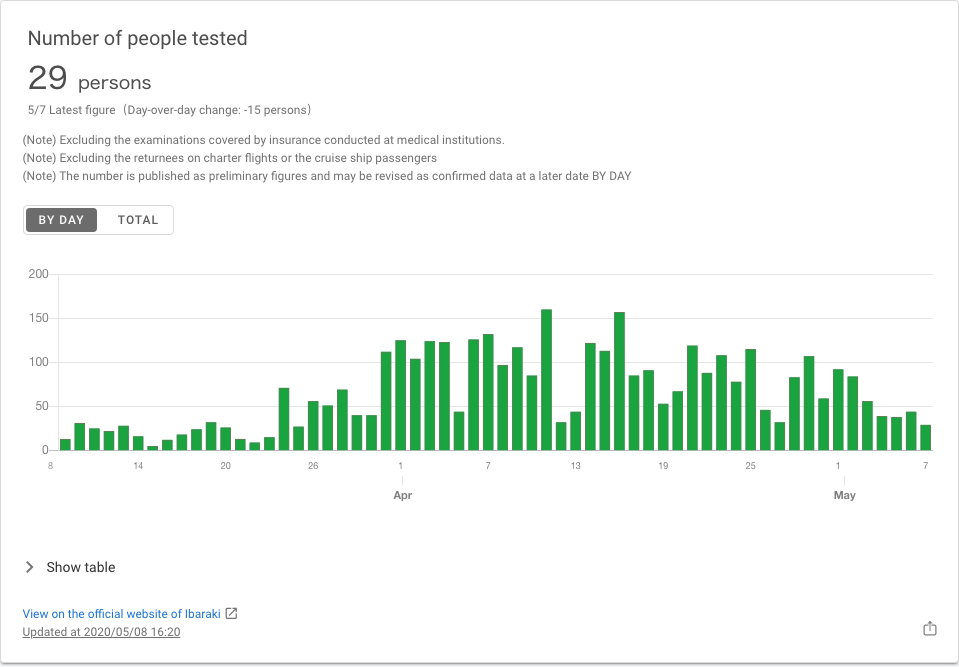 Number of people tested
29 persons
5/7 Latest figure（Day-over-day change: -15 persons）
(Note) Excluding the examinations covered by insurance conducted at medical institutions.
(Note) Excluding the returnees on charter flights or the cruise ship passengers
(Note) The number is published as preliminary figures and may be revised as confirmed data at a later date BY DAY
BY DAY TOTAL
200
150
100
50
0
8 14 20 26 1 7 13 19 25 1 7
Apr May
Show table
View on the official website of Ibaraki
Updated at 2020/05/08 16:20